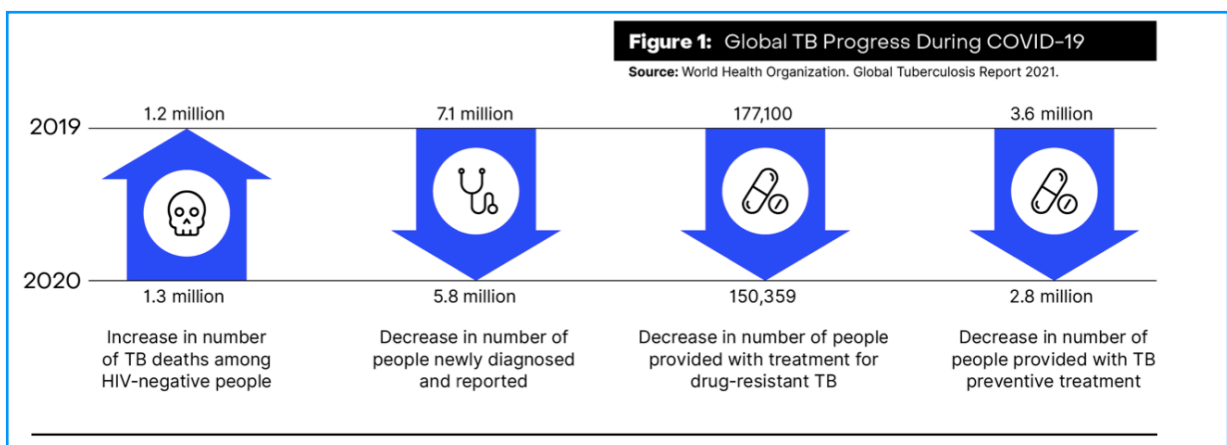 Figure 1: Global TB Progress During COVID-19
Source: World Health Organization. Global Tuberculosis Report 2021.
2019
1.2 million
7.1 million
177,100
3.6 million
2020
1.3 million
5.8 million
150,359
2.8 million
Increase in number
of TB deaths among
HIV-negative people
Decrease in number of
people newly diagnosed
and reported
Decrease in number of people
provided with treatment for
drug-resistant TB
Decrease in number of
people provided with TB
preventive treatment